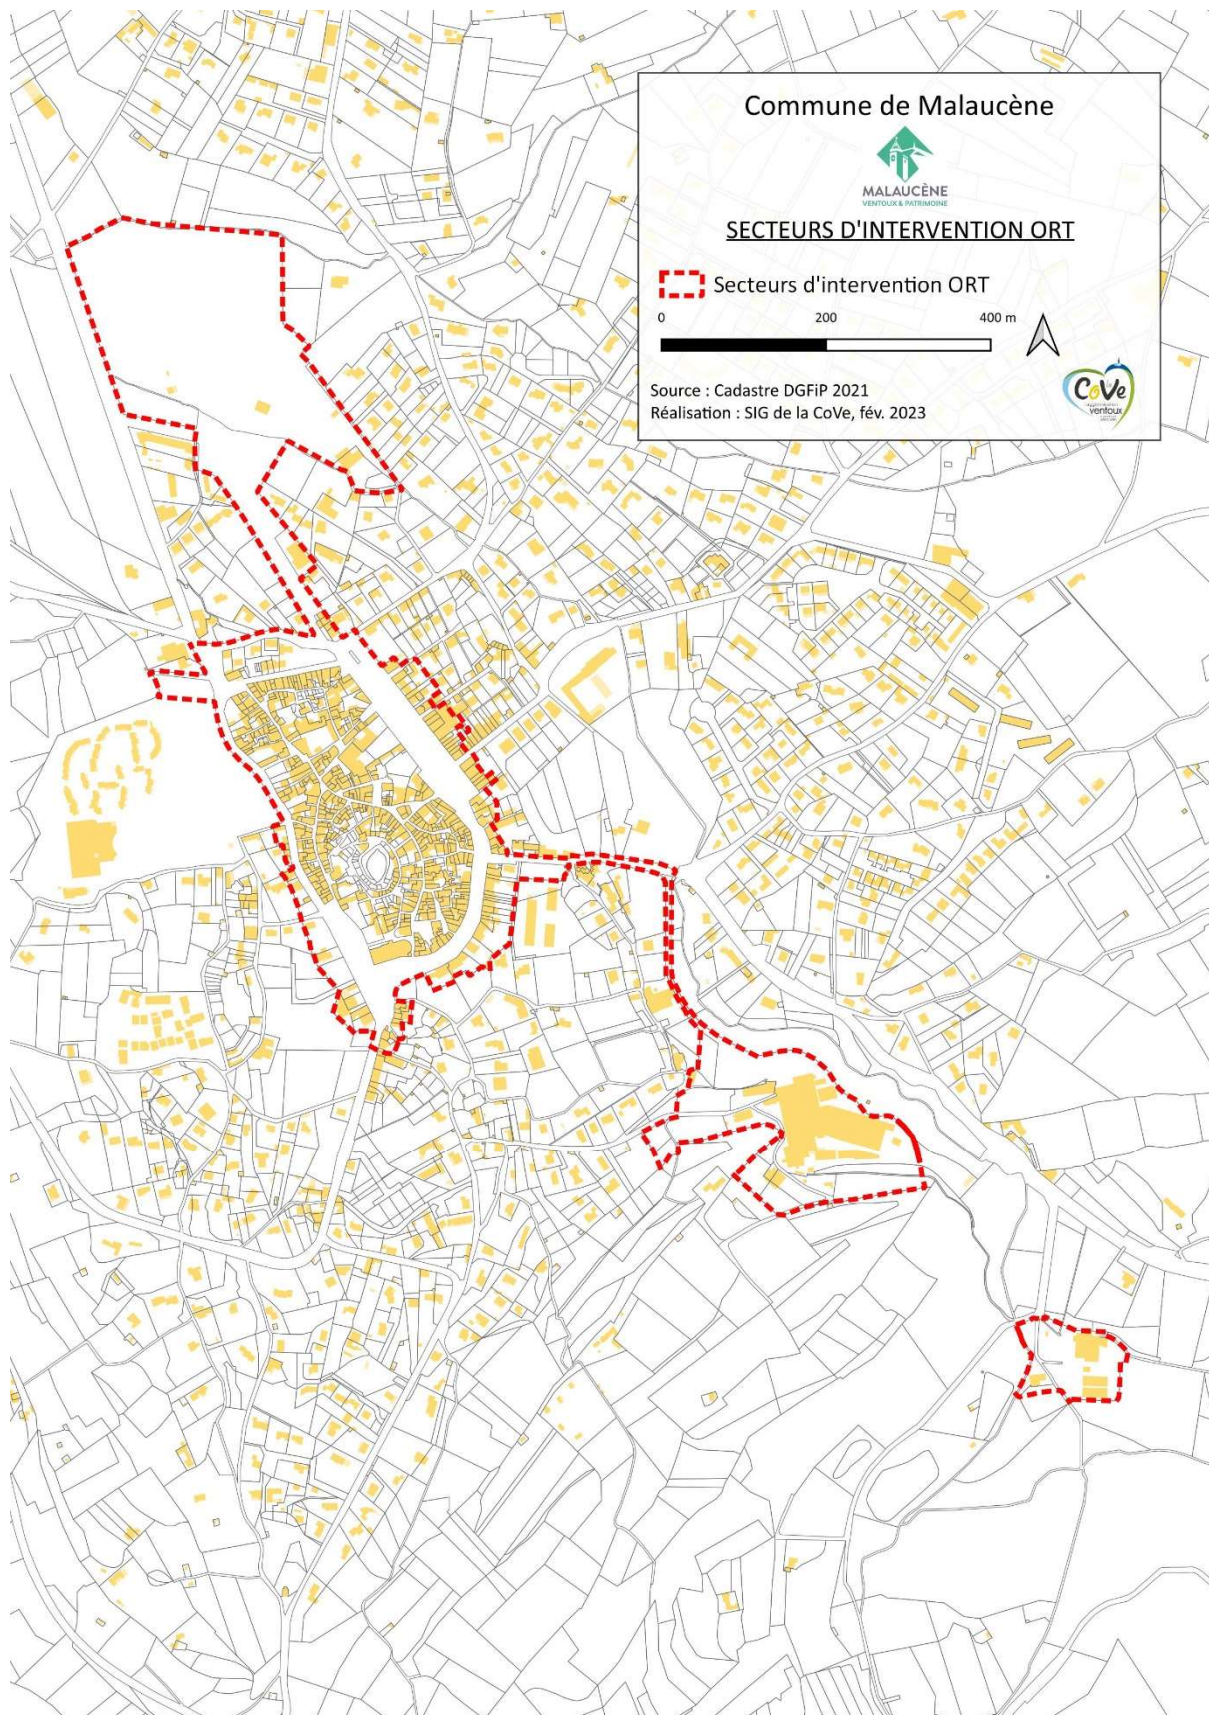 Commune de Malaucène
MALAUCÈNE
VENTOUX & PATRIMOINE
SECTEURS D'INTERVENTION ORT
Secteurs d'intervention ORT
0 200 400 m
Source : Cadastre DGFiP 2021
Réalisation : SIG de la CoVe, fév. 2023
la
CoVe
ventoux